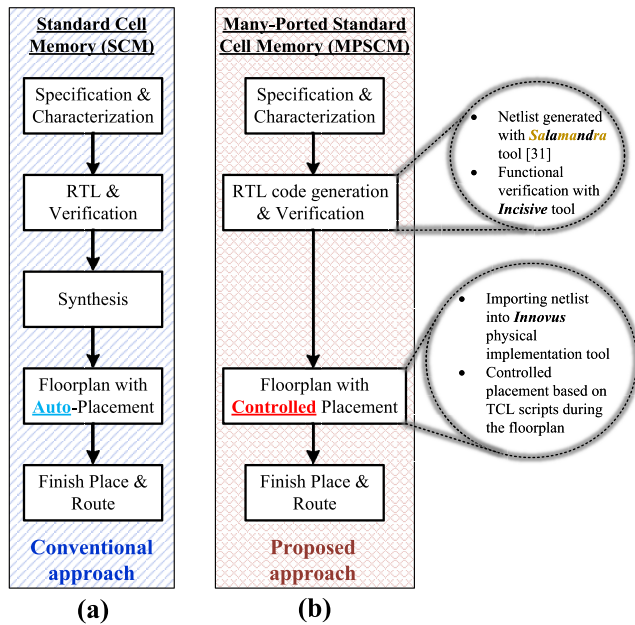 Standard Cell
Memory (SCM)
Specification &
Characterization
RTL &
Verification
Synthesis
Floorplan with
Auto-Placement
Finish Place &
Route
Conventional
approach
(a)
Many-Ported Standard
Cell Memory (MPSCM)
Specification &
Characterization
RTL code generation
& Verification
Floorplan with
Controlled Placement
Finish Place &
Route
Proposed
approach
(b)
• Netlist generated
with Salamandra
tool [31]
• Functional
verification with
Incisive tool
• Importing netlist
into Innovus
physical
implementation tool
• Controlled
placement based on
TCL scripts during
the floorplan